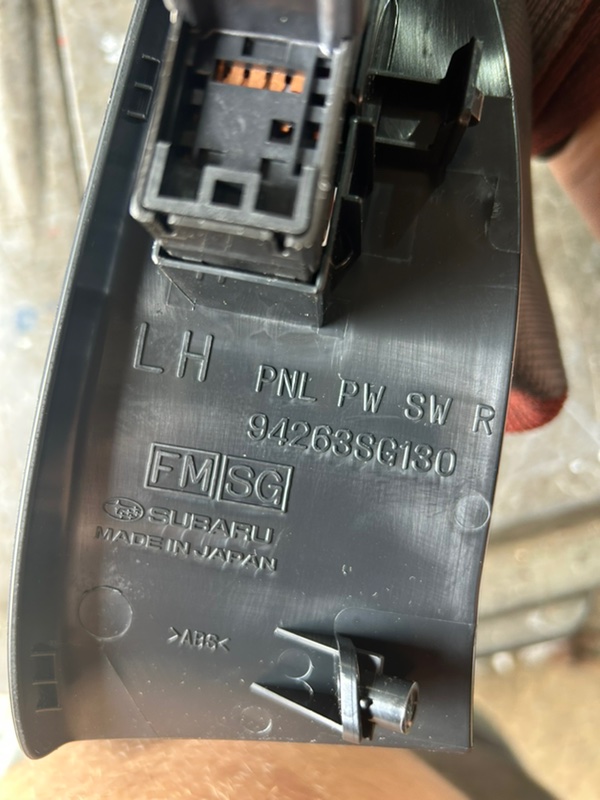 LH
PNL PW SW R
94263SG130
FM SG
SUBARU
MADE IN JAPAN
>ABS<